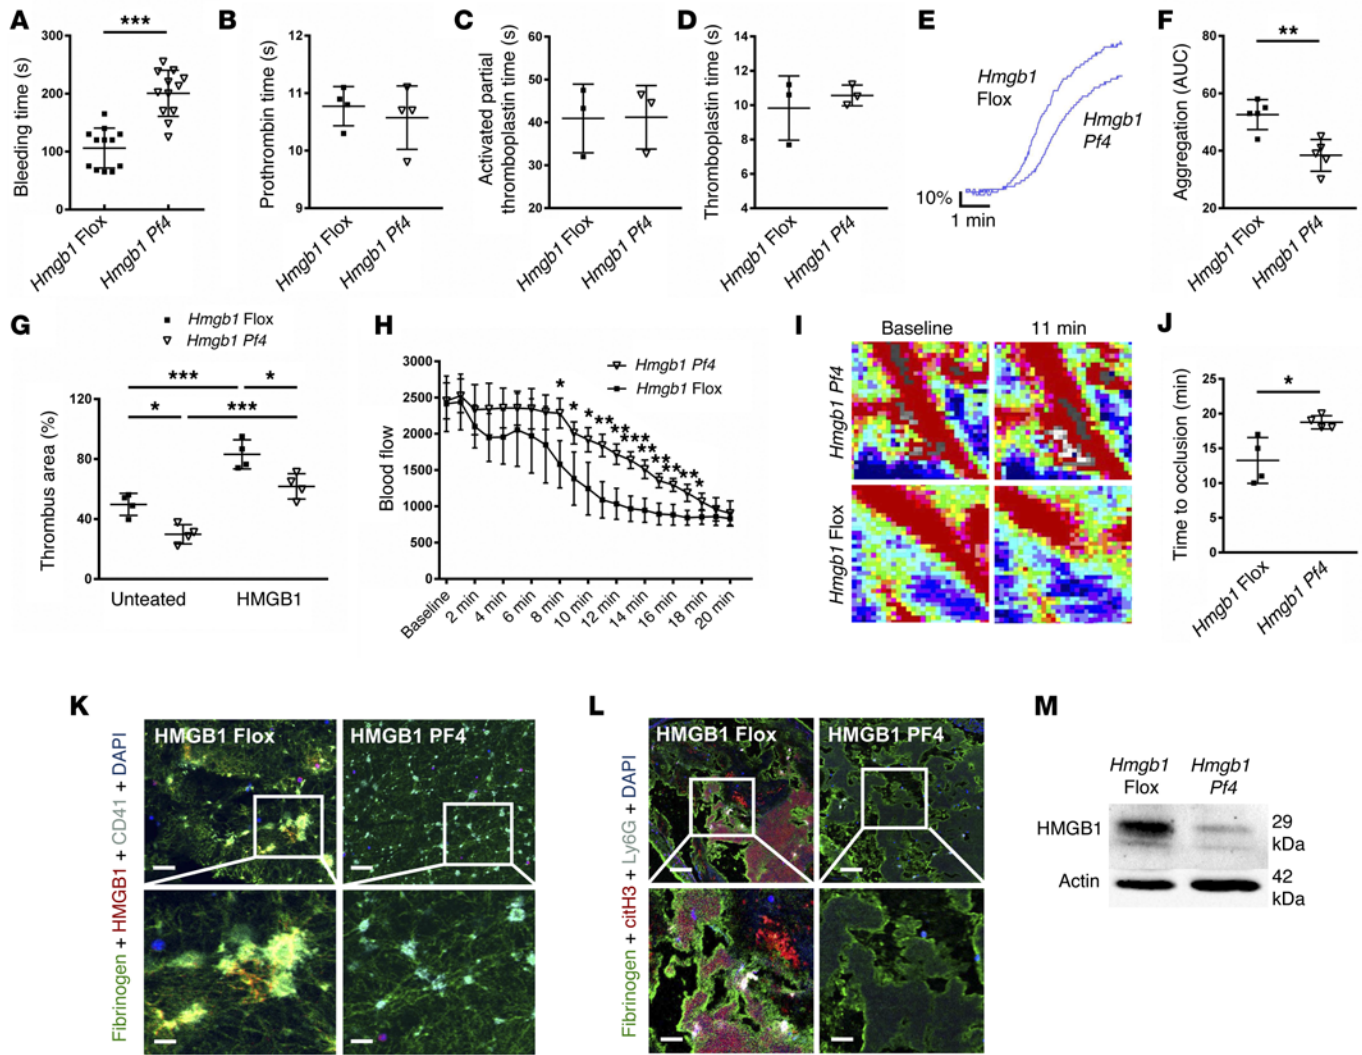 A
***
Bleeding time (s)
300
200
100
0
Hmgb1 Flox
Hmgb1 Pf4
B
Prothrombin time (s)
12
11
10
9
Hmgb1 Flox
Hmgb1 Pf4
C
Activated partial
thromboplastin time (s)
60
50
40
30
20
Hmgb1 Flox
Hmgb1 Pf4
D
Thromboplastin time (s)
14
12
10
8
6
4
Hmgb1 Flox
Hmgb1 Pf4
E
Hmgb1
Flox
Hmgb1
Pf4
10%
1 min
F
**
Aggregation (AUC)
80
60
40
20
Hmgb1 Flox
Hmgb1 Pf4
G
Hmgb1 Flox
Hmgb1 Pf4
*** *
* ***
Thrombus area (%)
120
80
40
0
Unteated
HMGB1
H
Hmgb1 Pf4
Hmgb1 Flox
Blood flow
3000
2500
2000
1500
1000
500
0
* * * ** ** ** ** ** ** ** *
Baseline
2 min
4 min
6 min
8 min
10 min
12 min
14 min
16 min
18 min
20 min
I
Baseline
11 min
Hmgb1 Pf4
Hmgb1 Flox
J
*
Time to occlusion (min)
25
20
15
10
5
0
Hmgb1 Flox
Hmgb1 Pf4
K
Fibrinogen + HMGB1 + CD41 + DAPI
HMGB1 Flox
HMGB1 PF4
L
Fibrinogen + citH3 + Ly6G + DAPI
HMGB1 Flox
HMGB1 PF4
M
Hmgb1
Flox
Hmgb1
Pf4
HMGB1
29
kDa
Actin
42
kDa